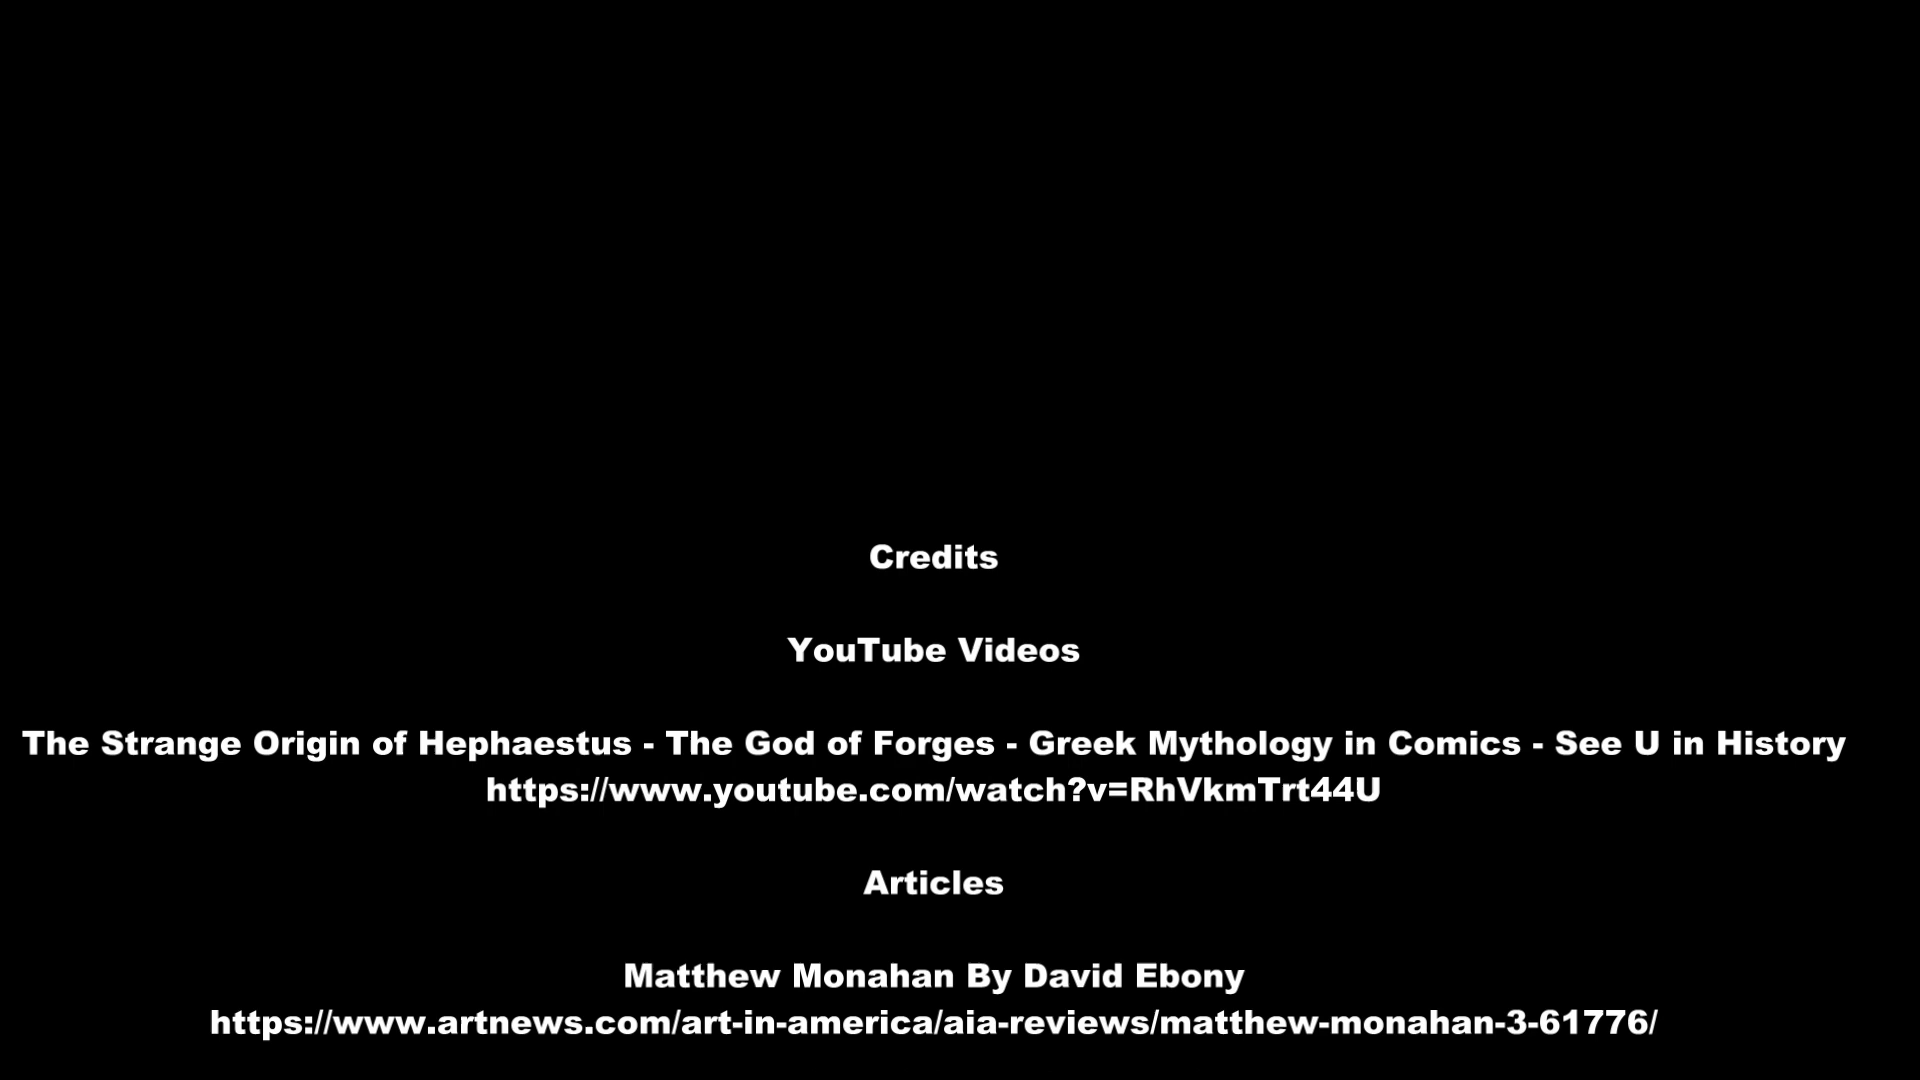 Credits
YouTube Videos
The Strange Origin of Hephaestus - The God of Forges - Greek Mythology in Comics - See U in History
https://www.youtube.com/watch?v=RhVkmTrt44U
Articles
Matthew Monahan By David Ebony
https://www.artnews.com/art-in-america/aia-reviews/matthew-monahan-3-61776/